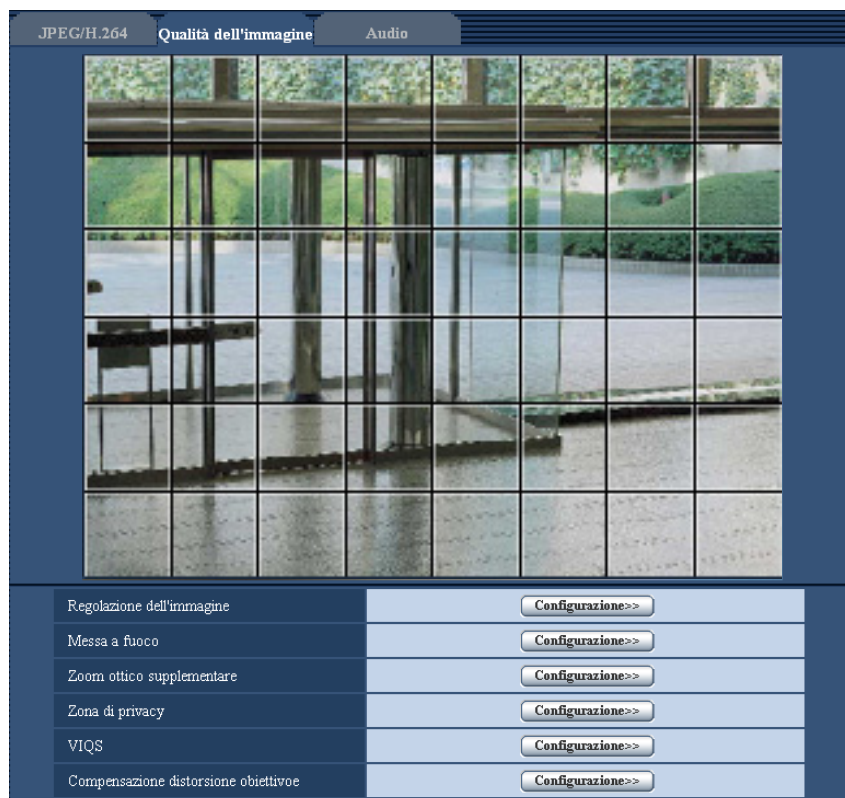 JPEG/H.264 Qualità dell'immagine Audio
Regolazione dell'immagine Configurazione>>
Messa a fuoco Configurazione>>
Zoom ottico supplementare Configurazione>>
Zona di privacy Configurazione>>
VIQS Configurazione>>
Compensazione distorsione obiettivoe Configurazione>>